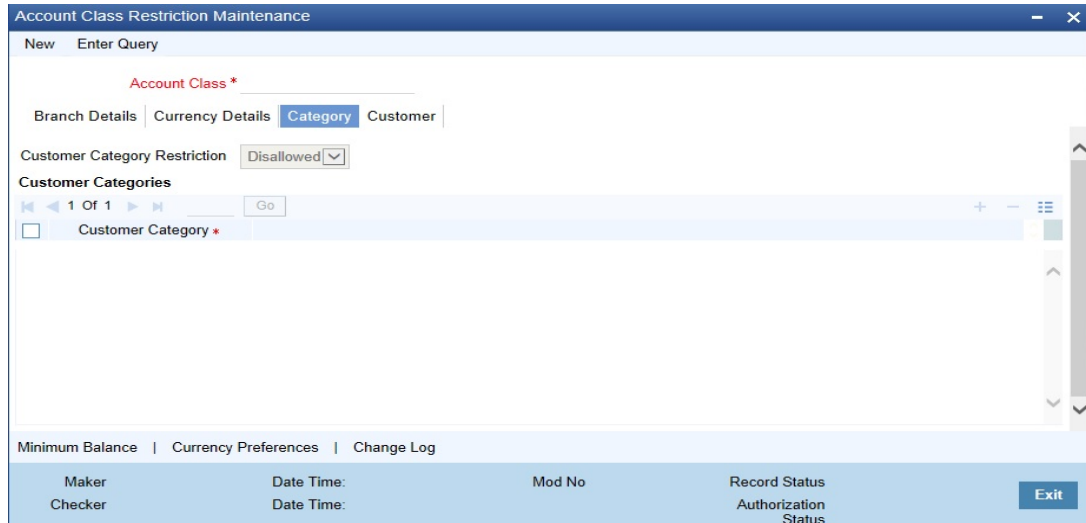 Account Class Restriction Maintenance
New Enter Query
Account Class *
Branch Details Currency Details Category Customer
Customer Category Restriction Disallowed
Customer Categories
1 Of 1 Go
Customer Category *
Minimum Balance | Currency Preferences | Change Log
Maker Date Time: Mod No Record Status
Checker Date Time: Authorization Status
Exit